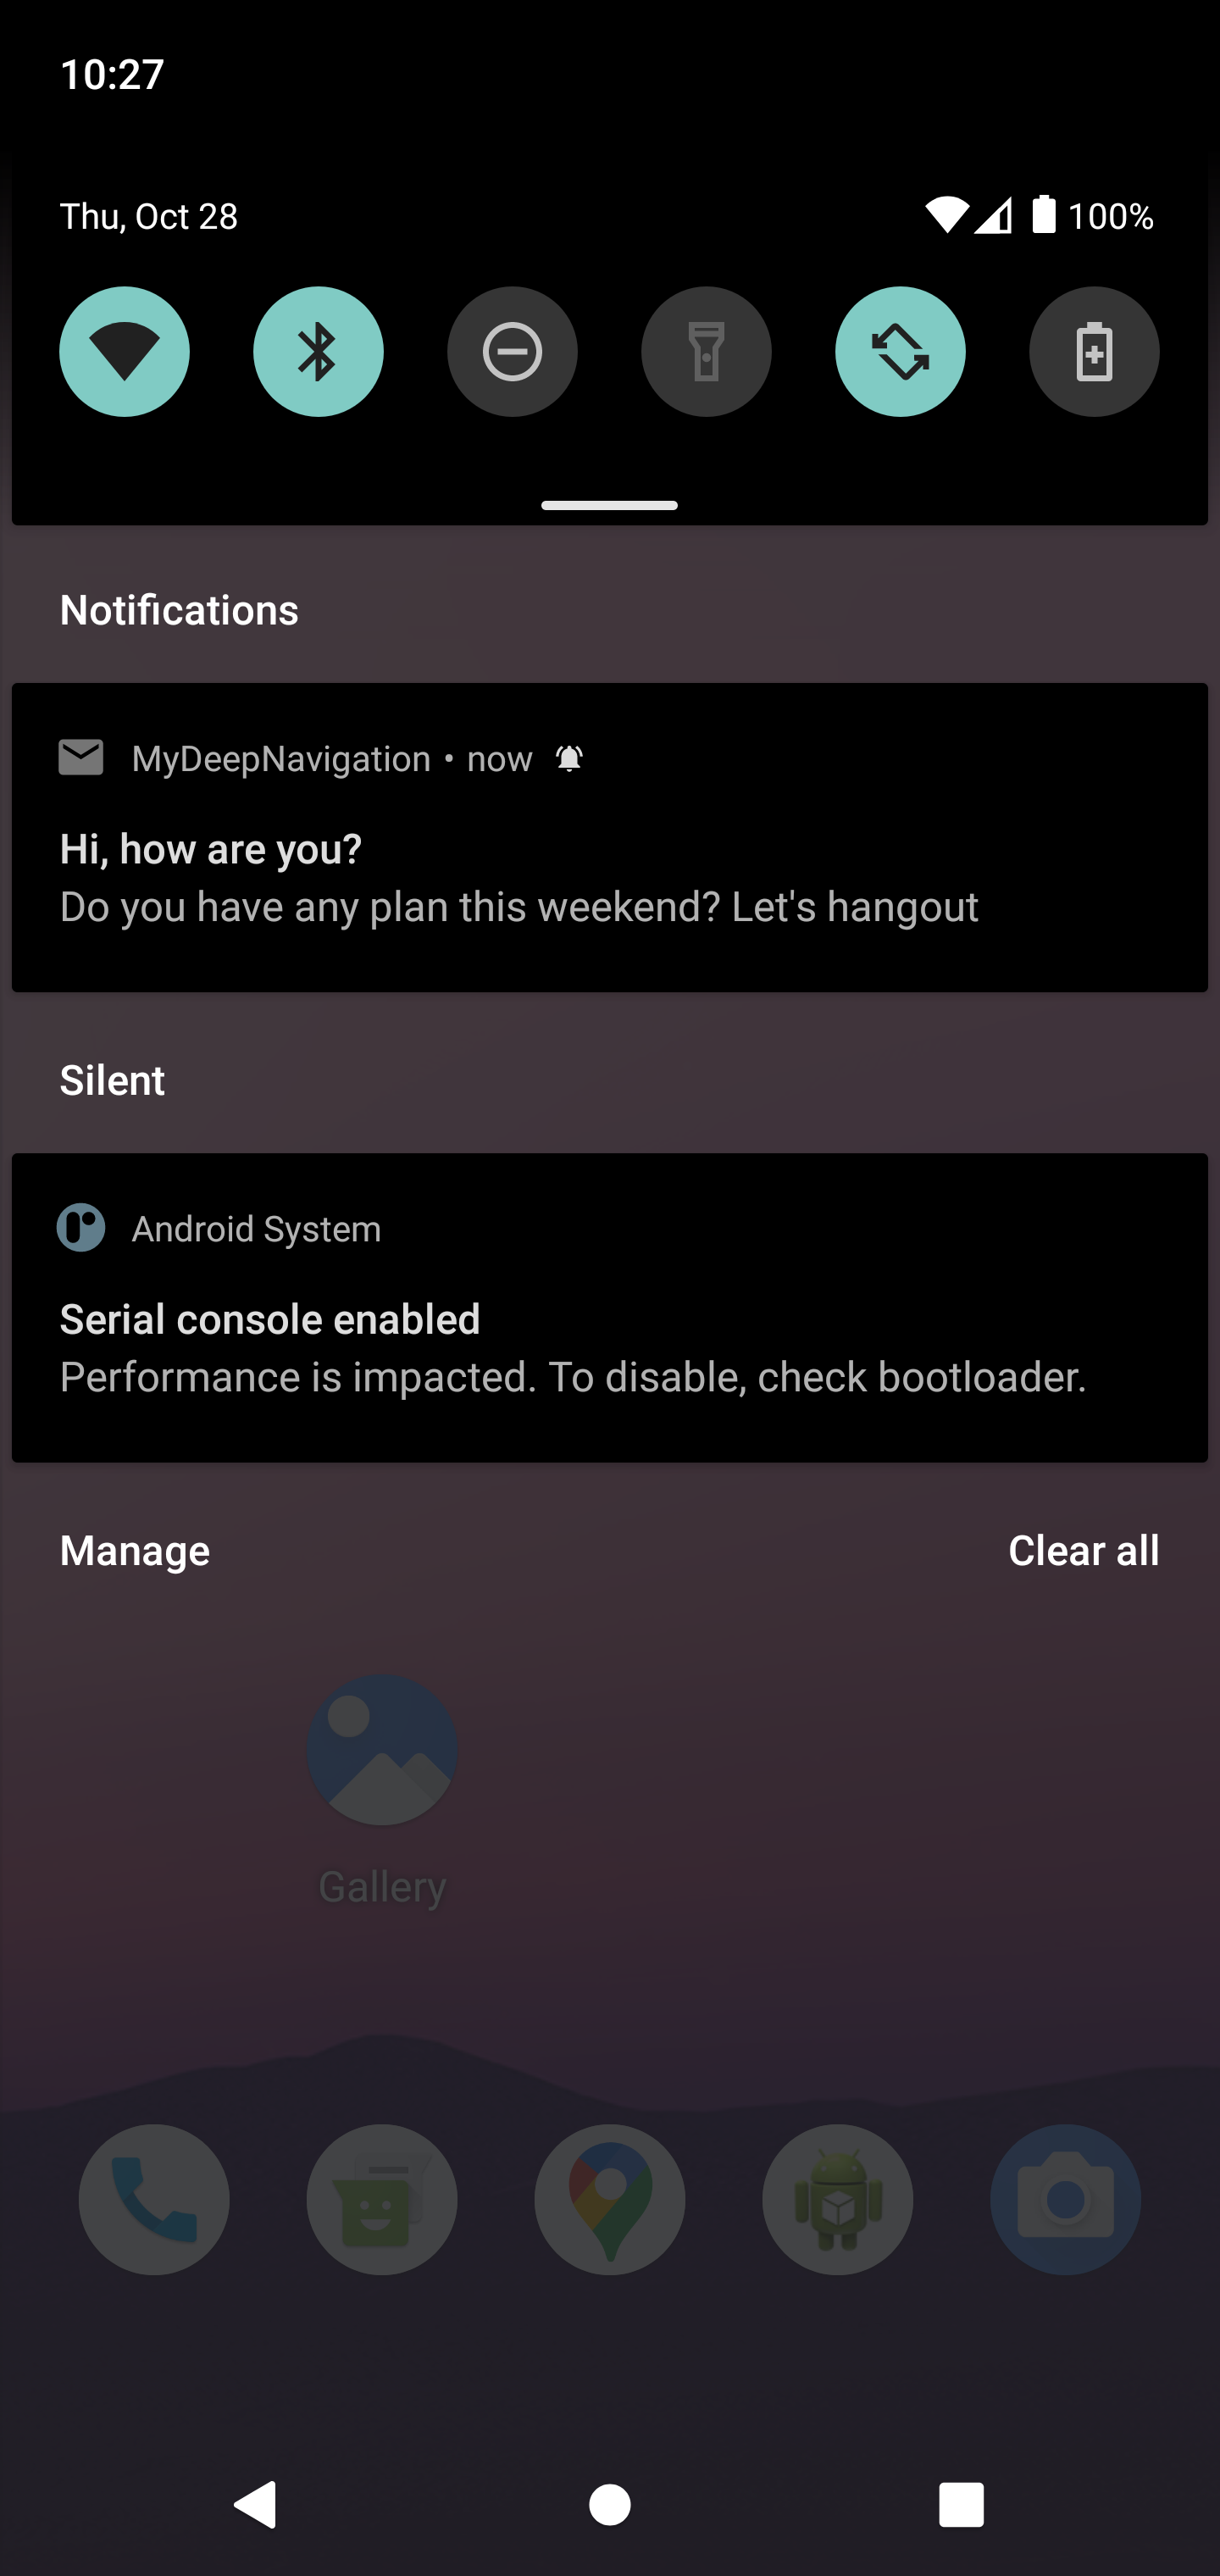 10:27
Thu, Oct 28
100%
Notifications
MyDeepNavigation • now
Hi, how are you?
Do you have any plan this weekend? Let's hangout
Silent
Android System
Serial console enabled
Performance is impacted. To disable, check bootloader.
Manage
Clear all
Gallery